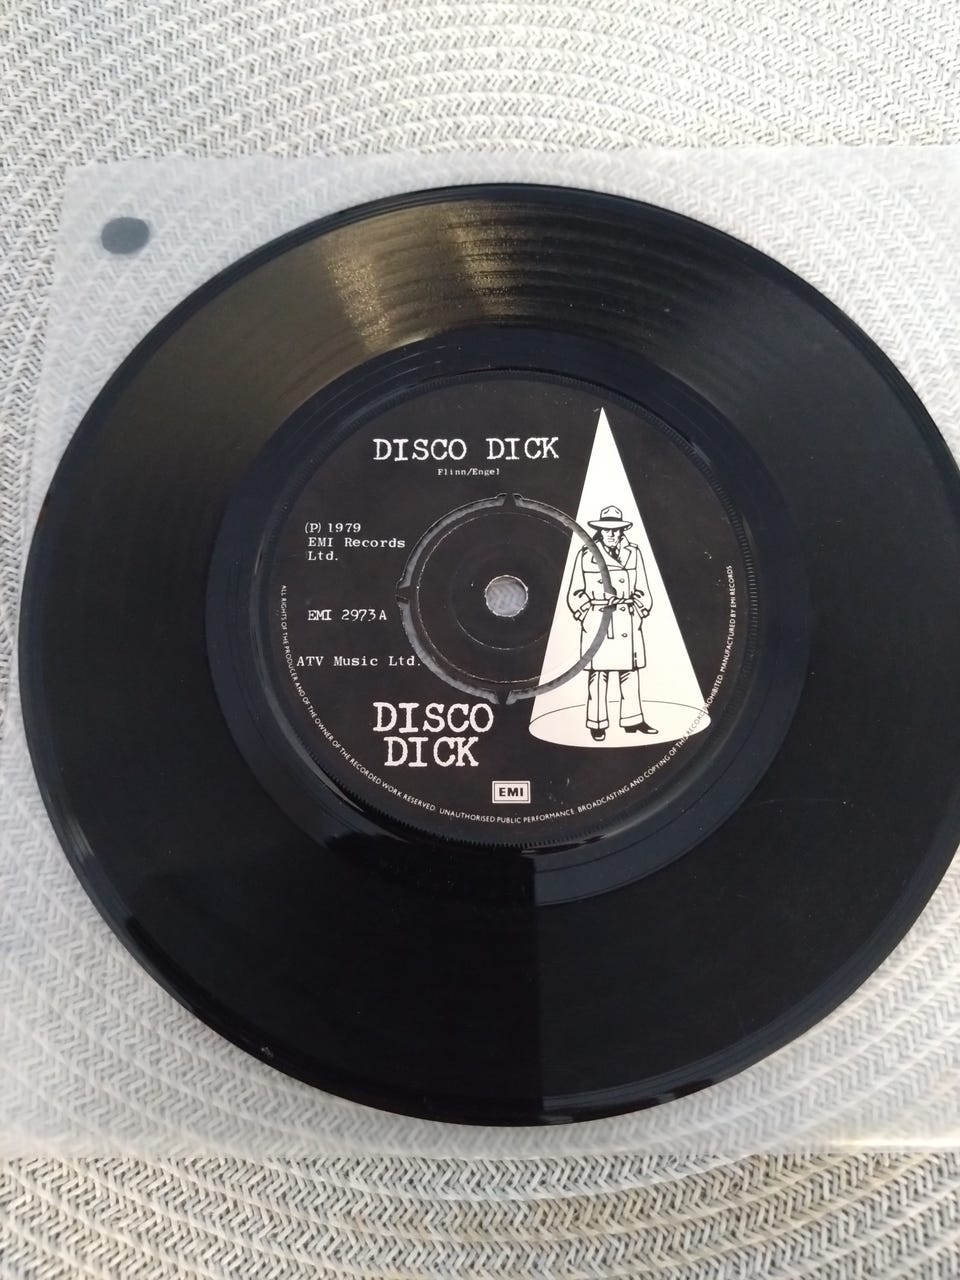 DISCO DICK
Flinn/Engel
(P) 1979
EMI Records
Ltd.
EMI 2973 A
ATV Music Ltd.
DISCO
DICK
EMI
ALL RIGHTS OF THE PRODUCER AND OF THE OWNER OF THE RECORDED WORK RESERVED. UNAUTHORISED PUBLIC PERFORMANCE BROADCASTING AND COPYING OF THE RECORD PROHIBITED. MANUFACTURED BY EMI RECORDS